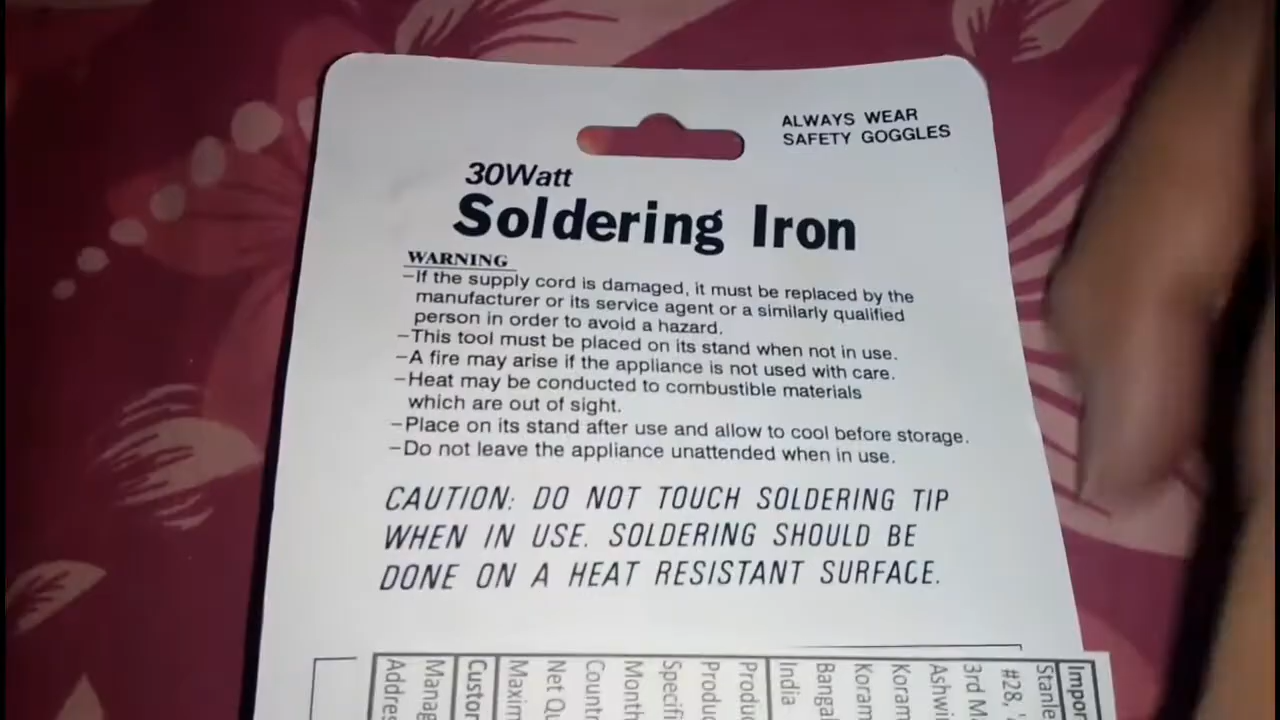 ALWAYS WEAR
SAFETY GOGGLES
30Watt
Soldering Iron
WARNING
–If the supply cord is damaged, it must be replaced by the
manufacturer or its service agent or a similarly qualified
person in order to avoid a hazard.
–This tool must be placed on its stand when not in use.
–A fire may arise if the appliance is not used with care.
–Heat may be conducted to combustible materials
which are out of sight.
–Place on its stand after use and allow to cool before storage.
–Do not leave the appliance unattended when in use.
CAUTION: DO NOT TOUCH SOLDERING TIP
WHEN IN USE. SOLDERING SHOULD BE
DONE ON A HEAT RESISTANT SURFACE.
#28,
3rd
India